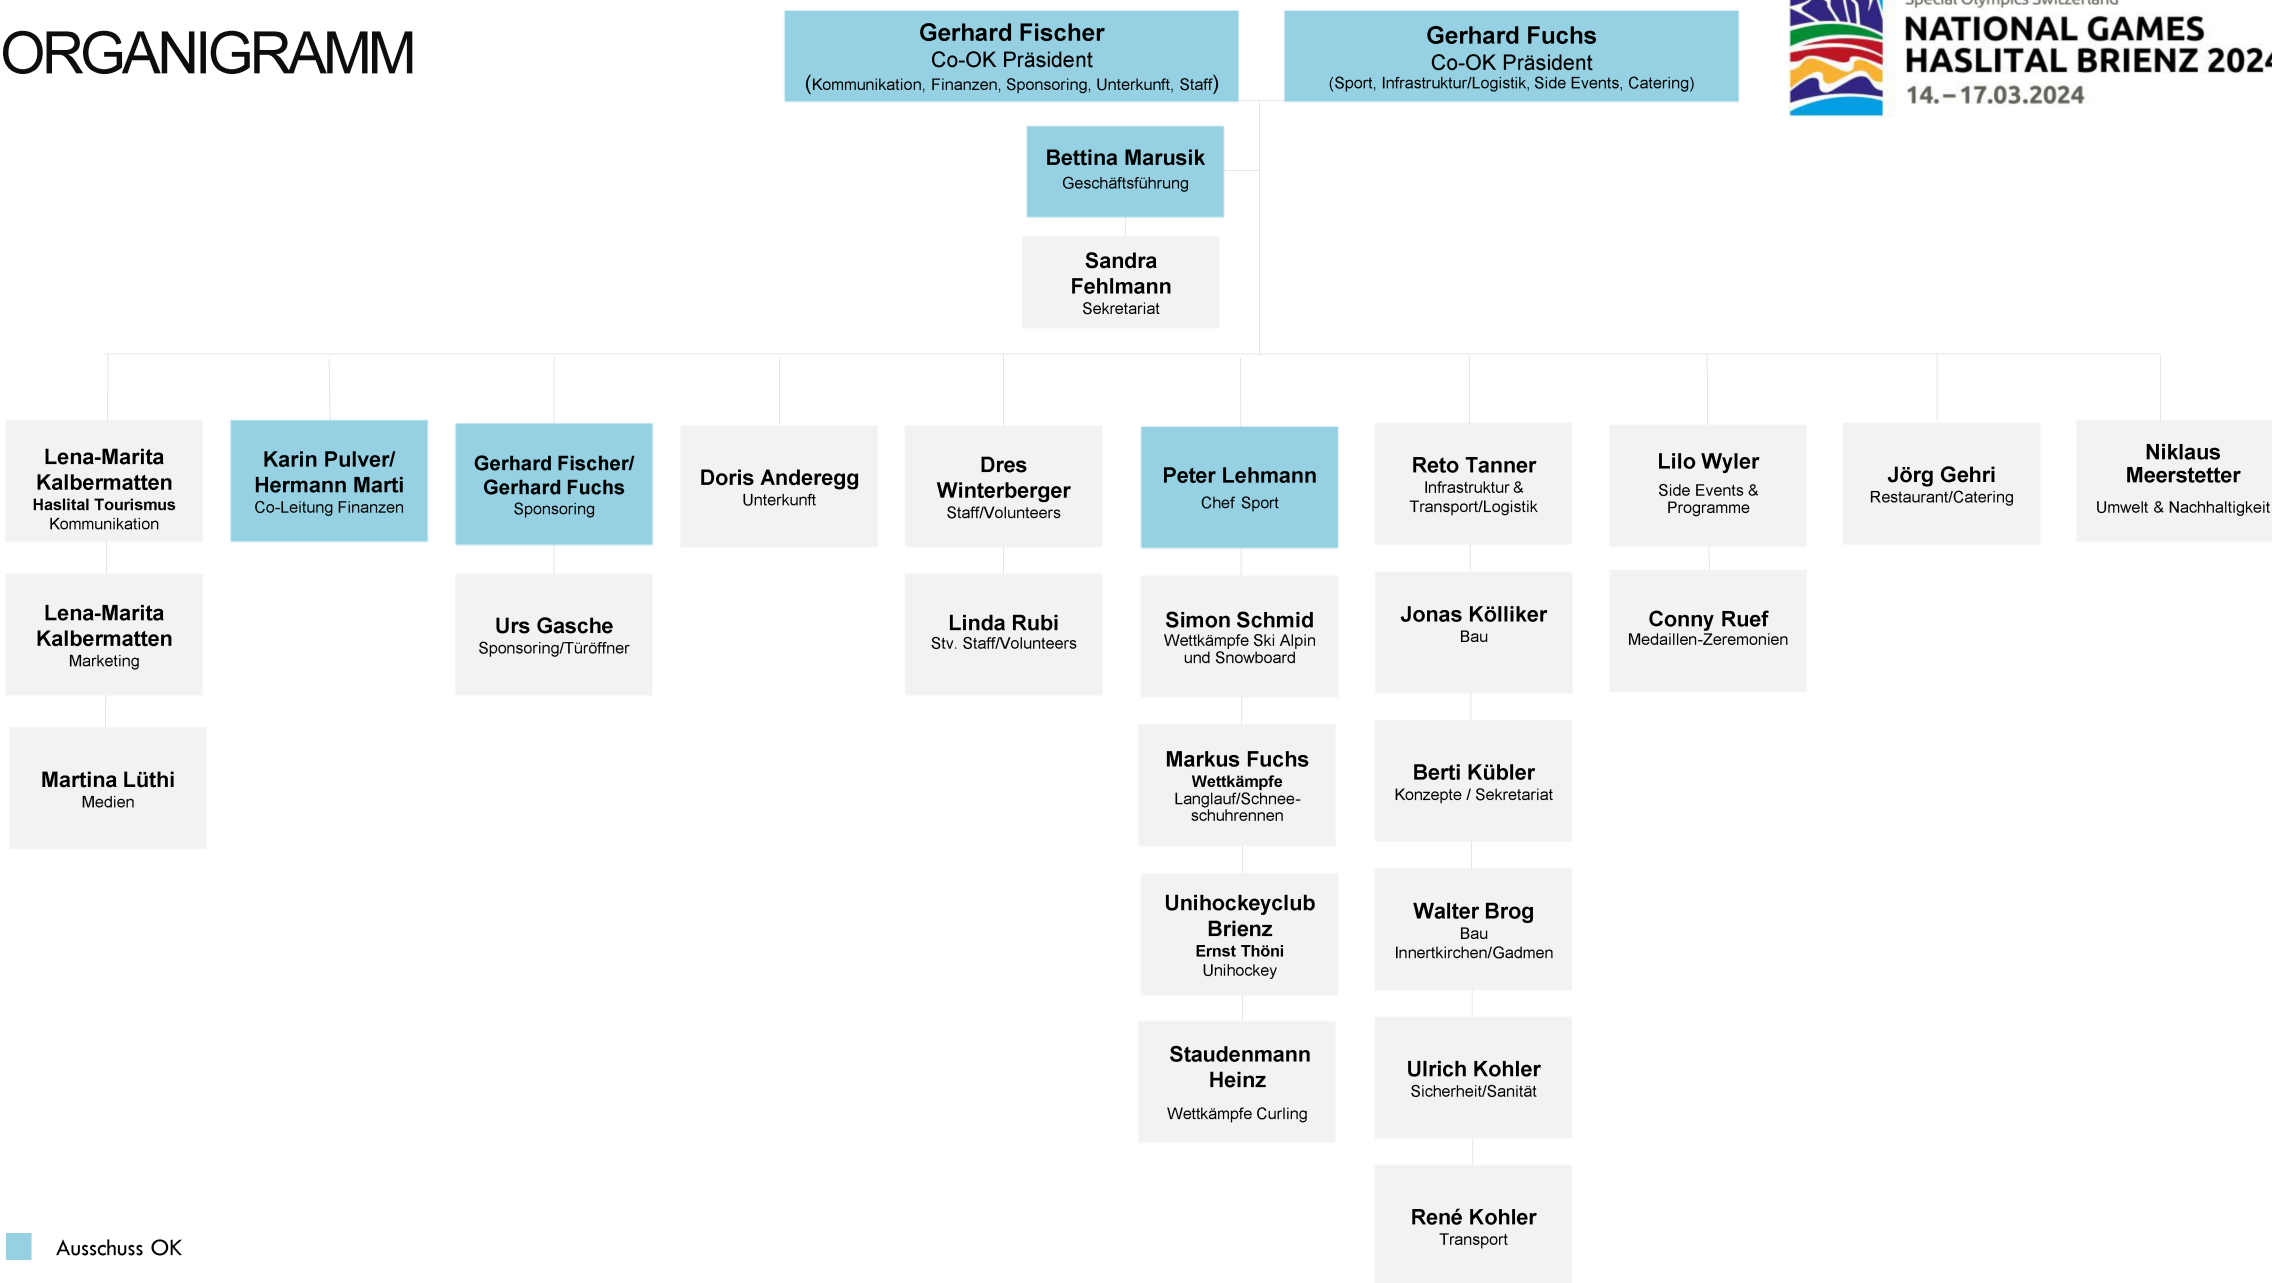 ORGANIGRAMM
Gerhard Fischer
Co-OK Präsident
(Kommunikation, Finanzen, Sponsoring, Unterkunft, Staff)
Gerhard Fuchs
Co-OK Präsident
(Sport, Infrastruktur/Logistik, Side Events, Catering)
Special Olympics Switzerland
NATIONAL GAMES
HASLITAL BRIENZ 2024
14.–17.03.2024
Bettina Marusik
Geschäftsführung
Sandra
Fehlmann
Sekretariat
Lena-Marita
Kalbermatten
Haslital Tourismus
Kommunikation
Karin Pulver/
Hermann Marti
Co-Leitung Finanzen
Gerhard Fischer/
Gerhard Fuchs
Sponsoring
Doris Anderegg
Unterkunft
Dres
Winterberger
Staff/Volunteers
Peter Lehmann
Chef Sport
Reto Tanner
Infrastruktur &
Transport/Logistik
Lilo Wyler
Side Events &
Programme
Jörg Gehri
Restaurant/Catering
Niklaus
Meerstetter
Umwelt & Nachhaltigkeit
Lena-Marita
Kalbermatten
Marketing
Urs Gasche
Sponsoring/Türöffner
Linda Rubi
Stv. Staff/Volunteers
Simon Schmid
Wettkämpfe Ski Alpin
und Snowboard
Jonas Kölliker
Bau
Conny Ruef
Medaillen-Zeremonien
Martina Lüthi
Medien
Markus Fuchs
Wettkämpfe
Langlauf/Schnee-
schuhrennen
Berti Kübler
Konzepte / Sekretariat
Unihockeyclub
Brienz
Ernst Thöni
Unihockey
Walter Brog
Bau
Innertkirchen/Gadmen
Staudenmann
Heinz
Wettkämpfe Curling
Ulrich Kohler
Sicherheit/Sanität
René Kohler
Transport
Ausschuss OK